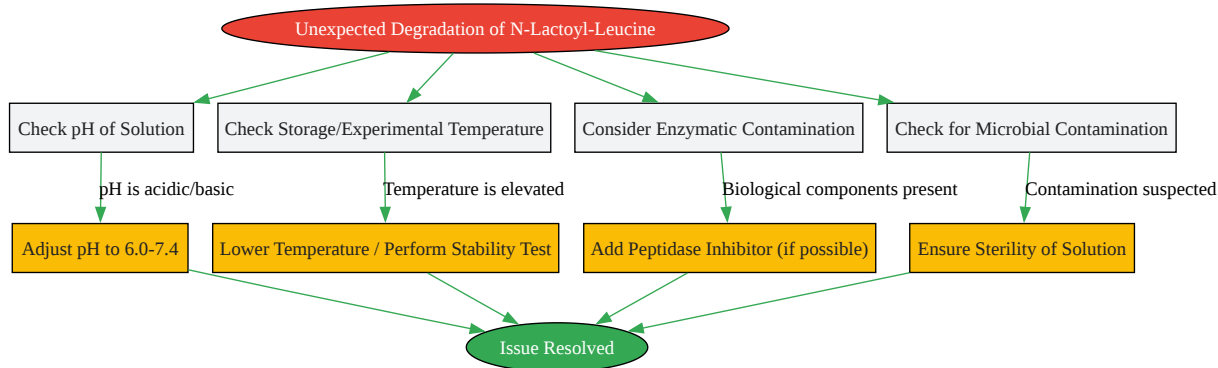 Unexpected Degradation of N-Lactoyl-Leucine
Check pH of Solution
Check Storage/Experimental Temperature
Consider Enzymatic Contamination
Check for Microbial Contamination
pH is acidic/basic
Temperature is elevated
Biological components present
Contamination suspected
Adjust pH to 6.0-7.4
Lower Temperature / Perform Stability Test
Add Peptidase Inhibitor (if possible)
Ensure Sterility of Solution
Issue Resolved